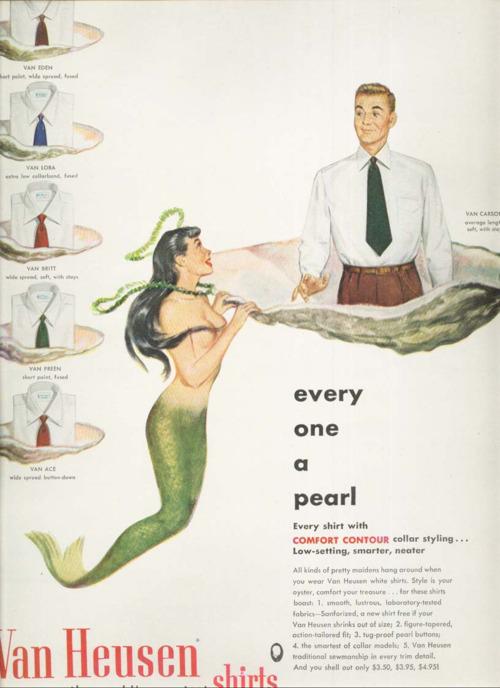 VAN EDEN
short point, wide spread, fused
VAN LORA
extra low collarband, fused
VAN BRITT
wide spread, soft, with stays
VAN PREEN
short point, fused
VAN ACE
wide spread button-down
VAN CARSO
average leng
soft, with sta
every
one
a
pearl
Every shirt with
COMFORT CONTOUR collar styling...
Low-setting, smarter, neater
All kinds of pretty maidens hang around when
you wear Van Heusen white shirts. Style is your
oyster, comfort your treasure . . . for these shirts
boast: 1. smooth, lustrous, laboratory-tested
fabrics—Sanforized, a new shirt free if your
Van Heusen shrinks out of size; 2. figure-tapered,
action-tailored fit; 3. tug-proof pearl buttons;
4. the smartest of collar models; 5. Van Heusen
traditional sewmanship in every trim detail.
And you shell out only $3.50, $3.95, $4.95!
Van Heusen
shirts